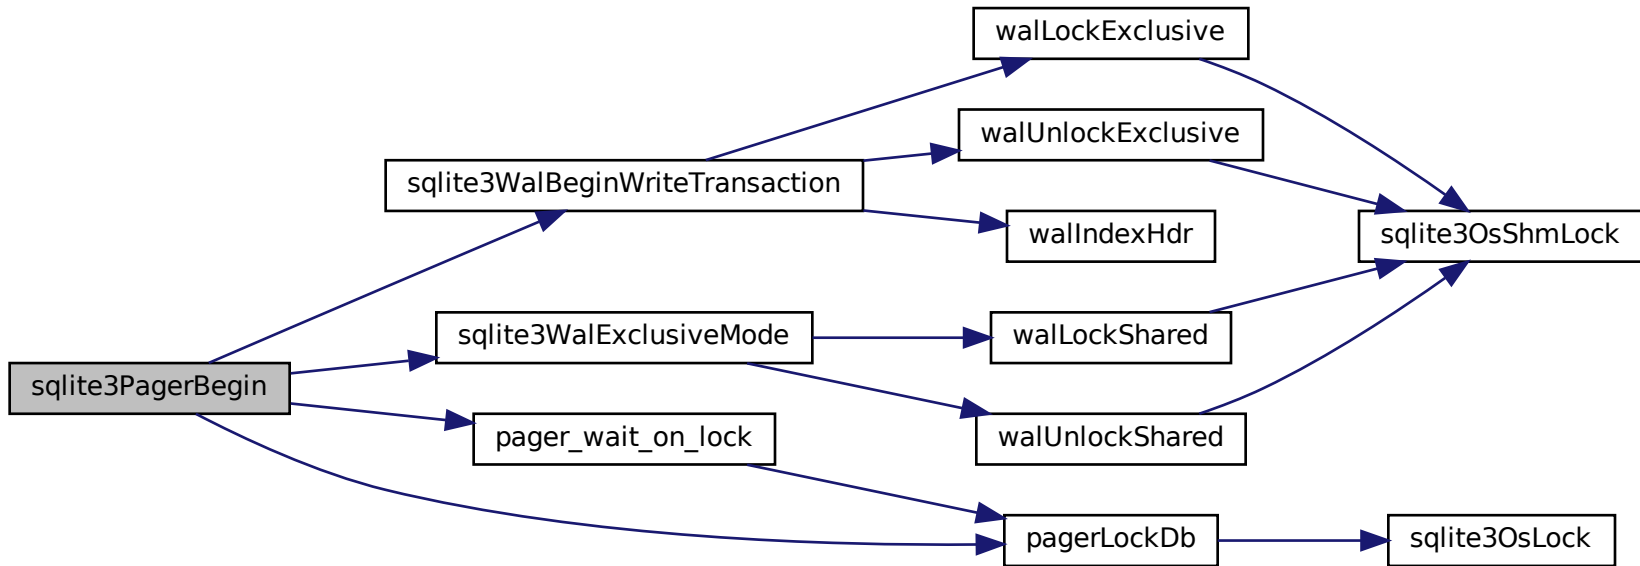 walLockExclusive
walUnlockExclusive
sqlite3WalBeginWriteTransaction
walIndexHdr
sqlite3OsShmLock
sqlite3WalExclusiveMode
walLockShared
sqlite3PagerBegin
pager_wait_on_lock
walUnlockShared
pagerLockDb
sqlite3OsLock